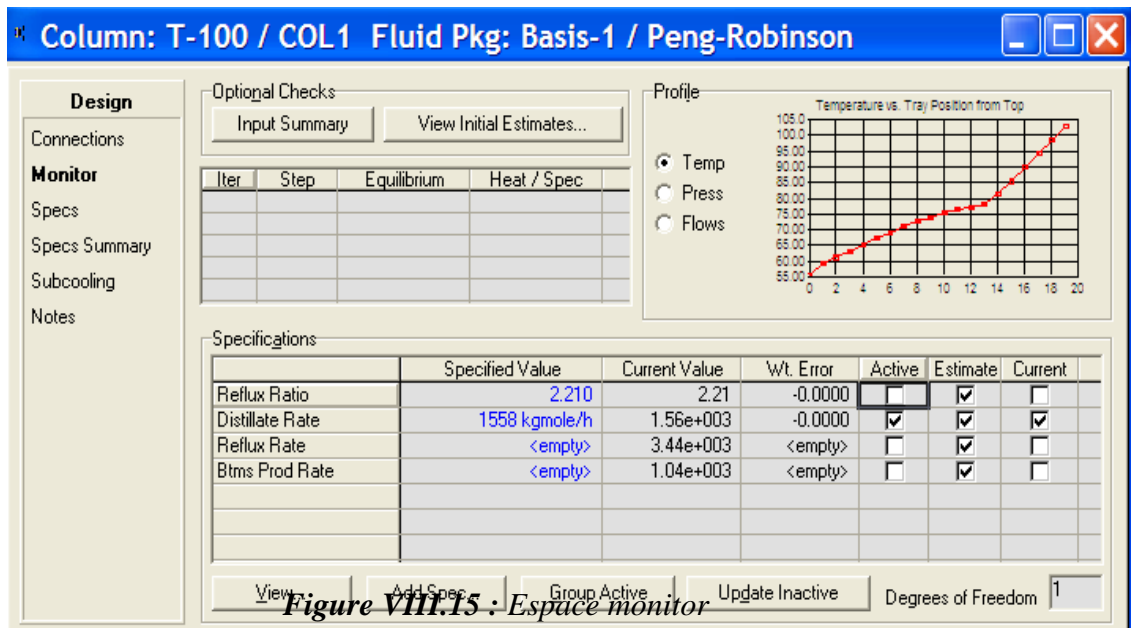 Column: T-100 / COL1 Fluid Pkg: Basis-1 / Peng-Robinson
Design
Connections
Monitor
Specs
Specs Summary
Subcooling
Notes
Optional Checks
Input Summary
View Initial Estimates...
Iter Step Equilibrium Heat / Spec
Profile
Temp
Press
Flows
Temperature vs. Tray Position from Top
105.0
100.0
95.00
90.00
85.00
80.00
75.00
70.00
65.00
60.00
55.00
0 2 4 6 8 10 12 14 16 18 20
Specifications
Specified Value Current Value Wt. Error Active Estimate Current
Reflux Ratio 2.210 2.21 -0.0000
Distillate Rate 1558 kgmole/h 1.56e+003 -0.0000
Reflux Rate <empty> 3.44e+003 <empty>
Btms Prod Rate <empty> 1.04e+003 <empty>
View... Add Spec... Group Active Update Inactive Degrees of Freedom 1
Figure VIII.15 : Espace monitor